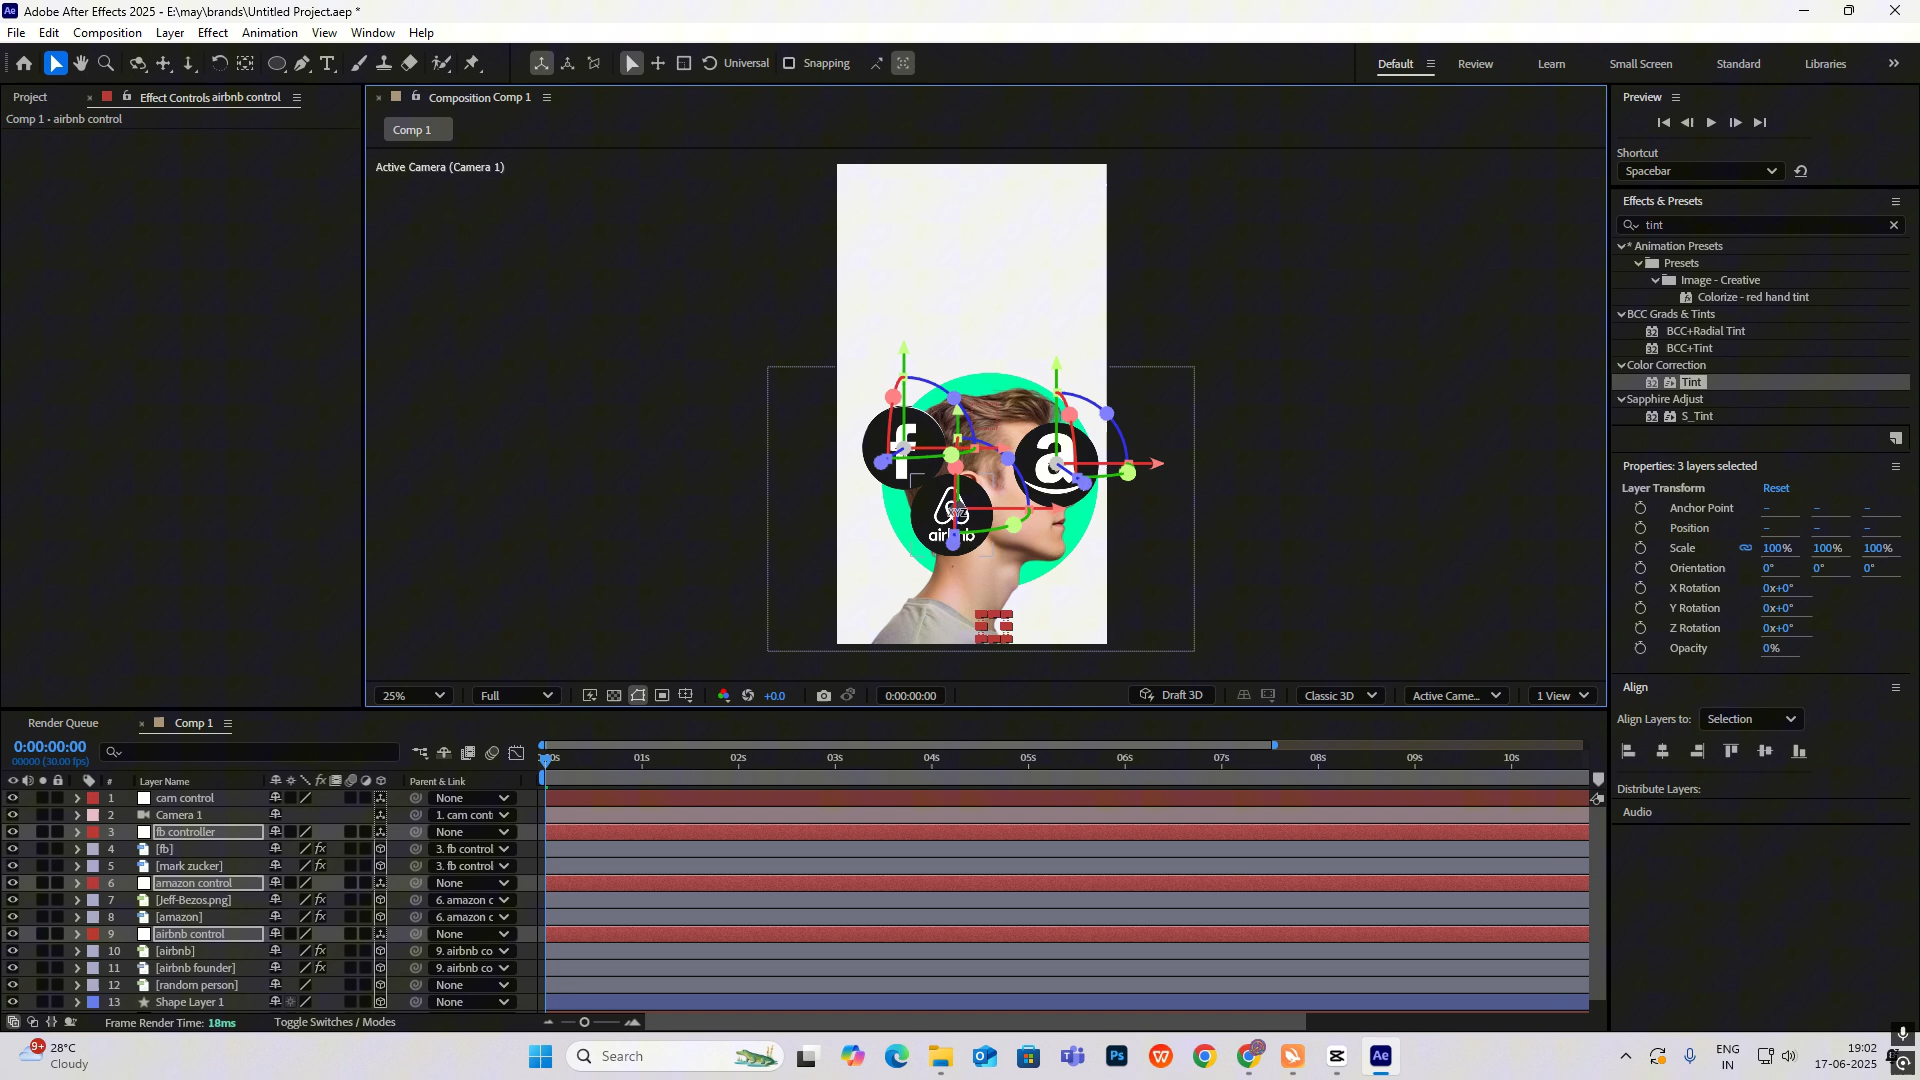 Adobe After Effects 2025 - E:\may\brands\Untitled Project.aep *
File Edit Composition Layer Effect Animation View Window Help
Universal Snapping Default Review Learn Small Screen Standard Libraries
Project Effect Controls airbnb control
Comp 1 • airbnb control
Composition Comp 1
Comp 1
Active Camera (Camera 1)
f
a
airbnb
25% Full +0.0 0:00:00:00 Draft 3D Classic 3D Active Came... 1 View
Preview
Shortcut
Spacebar
Effects & Presets
tint
* Animation Presets
Presets
Image - Creative
Colorize - red hand tint
BCC Grads & Tints
BCC+Radial Tint
BCC+Tint
Color Correction
Tint
Sapphire Adjust
S_Tint
Properties: 3 layers selected
Layer Transform Reset
Anchor Point – – –
Position – – –
Scale 100% 100% 100%
Orientation 0° 0° 0°
X Rotation 0x+0°
Y Rotation 0x+0°
Z Rotation 0x+0°
Opacity 0%
Align
Align Layers to: Selection
Distribute Layers:
Audio
Render Queue Comp 1
0:00:00:00
00000 (30.00 fps)
01s 02s 03s 04s 05s 06s 07s 08s 09s 10s
# Layer Name Parent & Link
1 cam control None
2 Camera 1 1. cam conti
3 fb controller None
4 [fb] fx 3. fb control
5 [mark zucker] fx 3. fb control
6 amazon control None
7 [Jeff-Bezos.png] fx 6. amazon c
8 [amazon] fx 6. amazon c
9 airbnb control None
10 [airbnb] fx 9. airbnb co
11 [airbnb founder] fx 9. airbnb co
12 [random person] None
13 Shape Layer 1 None
Frame Render Time: 18ms Toggle Switches / Modes
9+ 28°C
Cloudy
Search
Ps
Ae
ENG
IN
19:02
17-06-2025